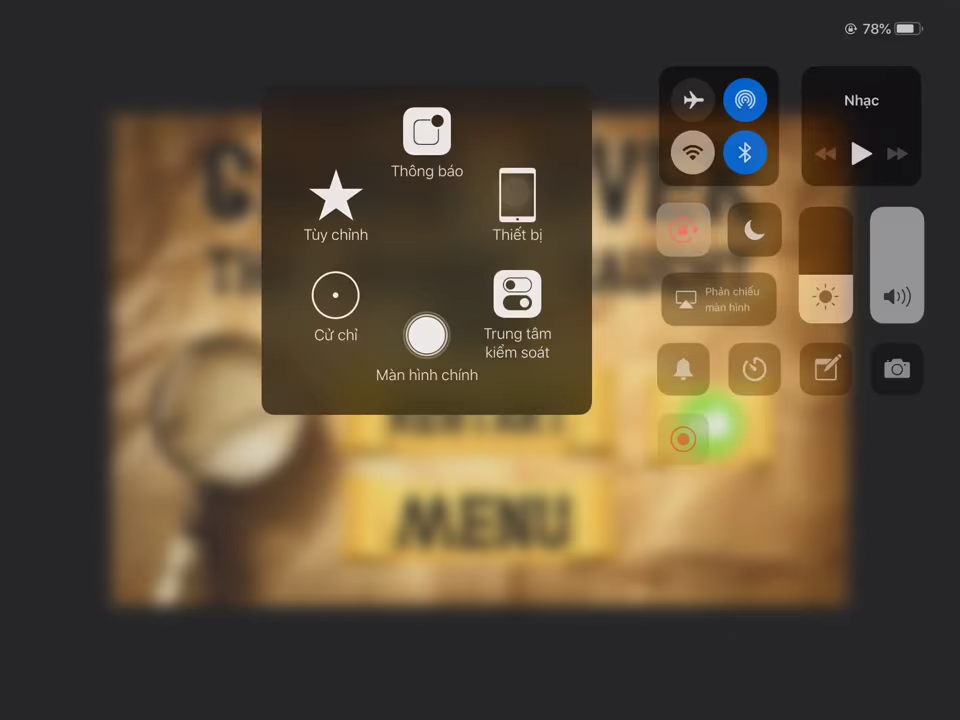 78%
Nhạc
Thông báo
Tùy chỉnh
Thiết bị
Phản chiếu
màn hình
Cử chỉ
Trung tâm
kiểm soát
Màn hình chính
RESTART
MENU